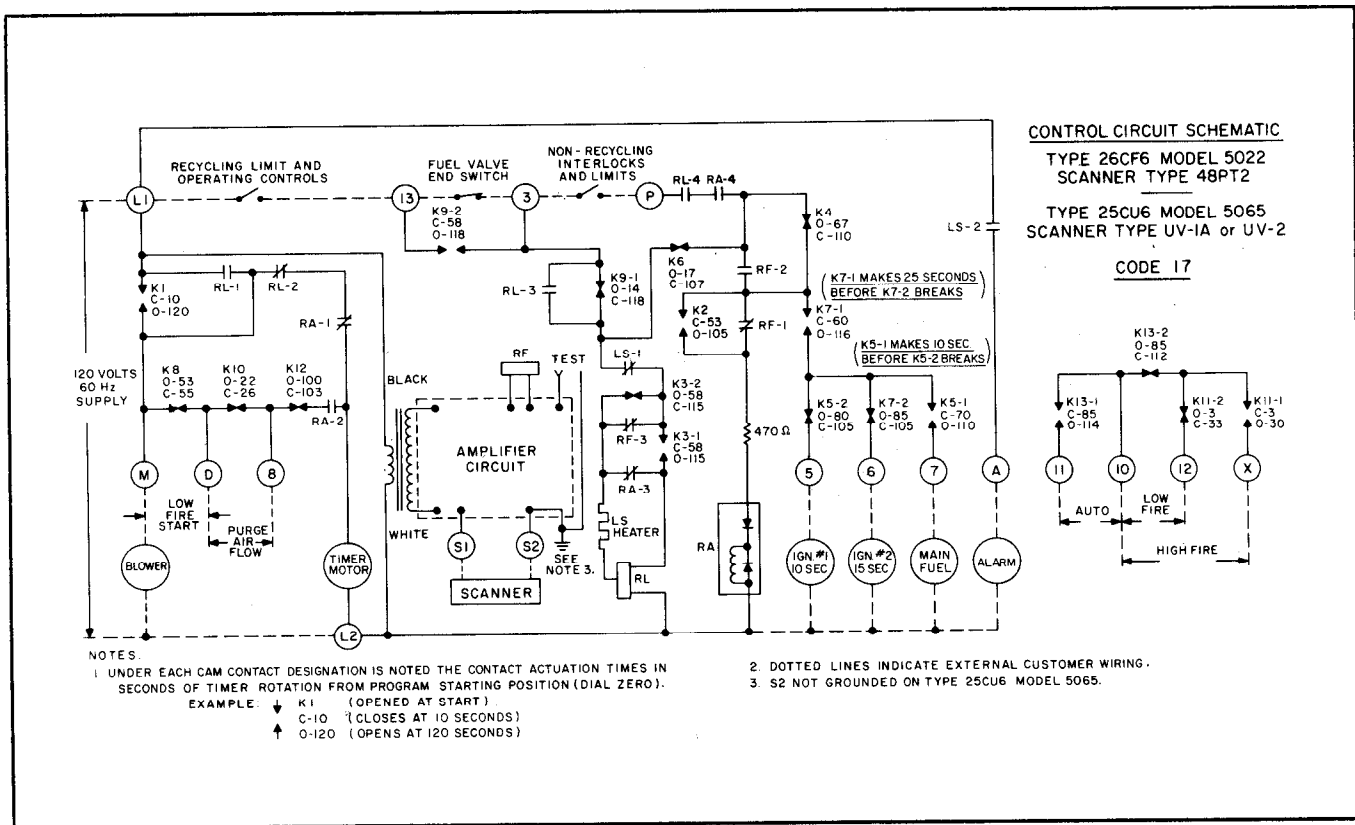 CONTROL CIRCUIT SCHEMATIC
TYPE 26CF6 MODEL 5022
SCANNER TYPE 48PT2
TYPE 25CU6 MODEL 5065
SCANNER TYPE UV-1A or UV-2
CODE 17
RECYCLING LIMIT AND
OPERATING CONTROLS
FUEL VALVE
END SWITCH
NON-RECYCLING
INTERLOCKS
AND LIMITS
L1
13
3
P
RL-4 RA-4
K9-2
C-58
O-118
K4
O-67
C-110
LS-2
RL-1
RL-2
K1
C-10
O-120
RA-1
RL-3
K9-1
O-14
C-118
K6
O-17
C-107
RF-2
(K7-1 MAKES 25 SECONDS
BEFORE K7-2 BREAKS)
K2
C-53
O-105
RF-1
K7-1
C-60
O-116
(K5-1 MAKES 10 SEC.
BEFORE K5-2 BREAKS)
K13-2
O-85
C-112
120 VOLTS
60 Hz
SUPPLY
K8
O-53
C-55
K10
O-22
C-26
K12
O-100
C-103
RA-2
BLACK
RF
TEST
LS-1
K3-2
O-58
C-115
RF-3
K3-1
C-58
O-115
RA-3
470 Ω
K5-2
O-80
C-105
K7-2
O-85
C-105
K5-1
C-70
O-110
K13-1
C-85
O-114
K11-2
O-3
C-33
K11-1
C-3
O-30
AMPLIFIER
CIRCUIT
M
D
8
5
6
7
A
11
10
12
X
LOW
FIRE
START
PURGE
AIR
FLOW
AUTO
LOW
FIRE
HIGH FIRE
WHITE
S1
S2
SEE
NOTE 3.
LS
HEATER
RL
RA
BLOWER
TIMER
MOTOR
SCANNER
IGN #1
10 SEC
IGN #2
15 SEC
MAIN
FUEL
ALARM
L2
NOTES.
1 UNDER EACH CAM CONTACT DESIGNATION IS NOTED THE CONTACT ACTUATION TIMES IN
SECONDS OF TIMER ROTATION FROM PROGRAM STARTING POSITION (DIAL ZERO).
EXAMPLE: K1 (OPENED AT START)
C-10 (CLOSES AT 10 SECONDS)
O-120 (OPENS AT 120 SECONDS)
2. DOTTED LINES INDICATE EXTERNAL CUSTOMER WIRING.
3. S2 NOT GROUNDED ON TYPE 25CU6 MODEL 5065.